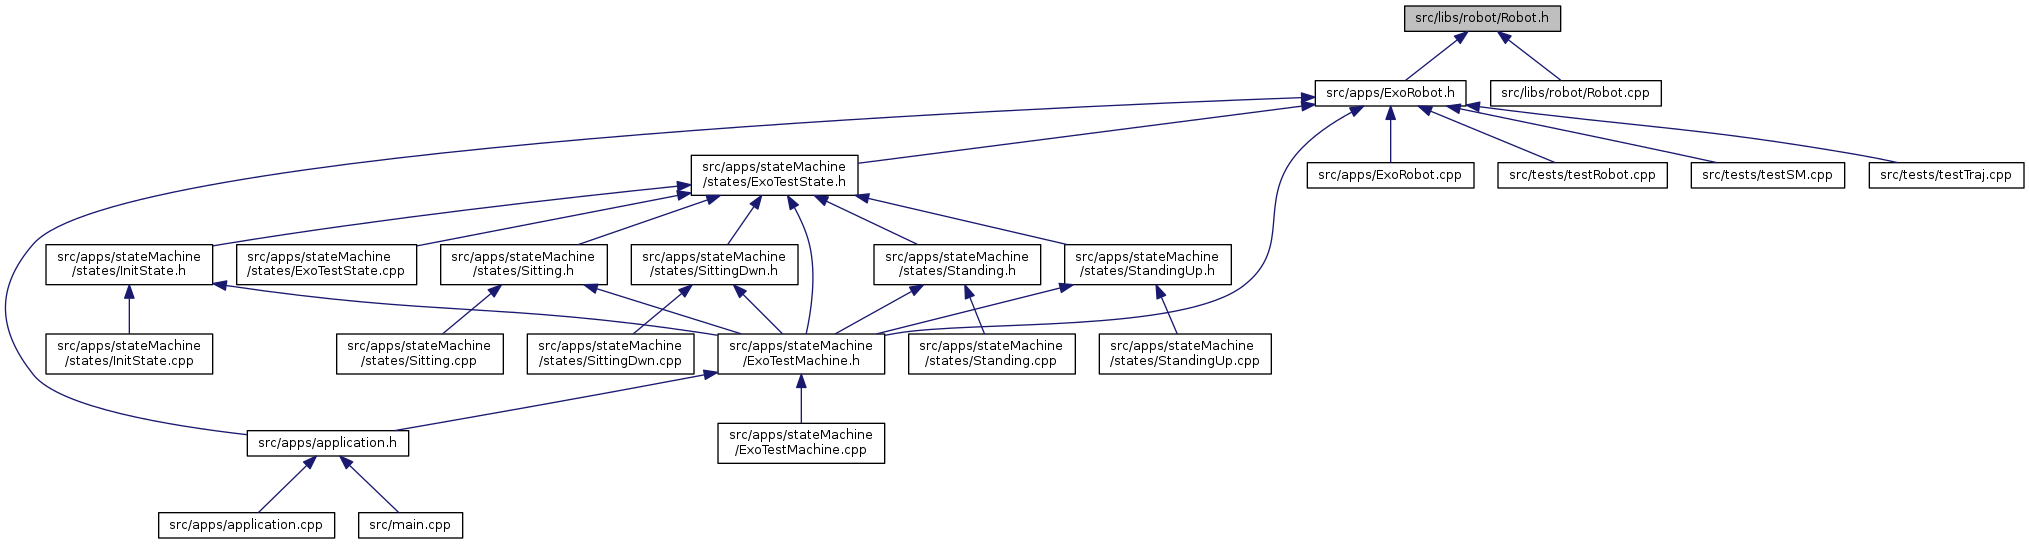 src/libs/robot/Robot.h
src/apps/ExoRobot.h
src/libs/robot/Robot.cpp
src/apps/stateMachine
/states/ExoTestState.h
src/apps/ExoRobot.cpp
src/tests/testRobot.cpp
src/tests/testSM.cpp
src/tests/testTraj.cpp
src/apps/stateMachine
/states/InitState.h
src/apps/stateMachine
/states/ExoTestState.cpp
src/apps/stateMachine
/states/Sitting.h
src/apps/stateMachine
/states/SittingDwn.h
src/apps/stateMachine
/states/Standing.h
src/apps/stateMachine
/states/StandingUp.h
src/apps/stateMachine
/states/InitState.cpp
src/apps/stateMachine
/states/Sitting.cpp
src/apps/stateMachine
/states/SittingDwn.cpp
src/apps/stateMachine
/ExoTestMachine.h
src/apps/stateMachine
/states/Standing.cpp
src/apps/stateMachine
/states/StandingUp.cpp
src/apps/application.h
src/apps/stateMachine
/ExoTestMachine.cpp
src/apps/application.cpp
src/main.cpp